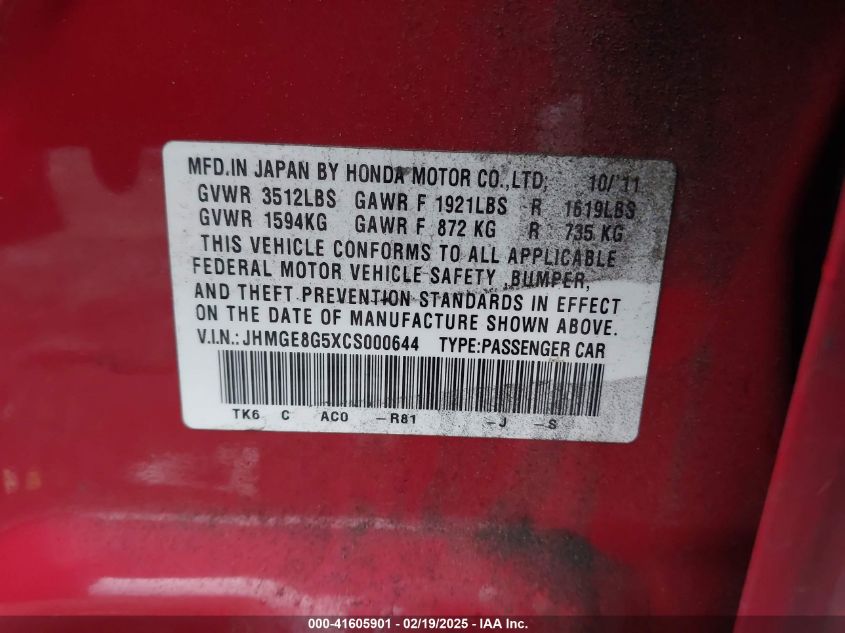 MFD.IN JAPAN BY HONDA MOTOR CO.,LTD. 10/'11
GVWR 3512LBS GAWR F 1921LBS R 1619LBS
GVWR 1594KG GAWR F 872 KG R 735 KG
THIS VEHICLE CONFORMS TO ALL APPLICABLE
FEDERAL MOTOR VEHICLE SAFETY ,BUMPER,
AND THEFT PREVENTION STANDARDS IN EFFECT
ON THE DATE OF MANUFACTURE SHOWN ABOVE.
V.I.N.: JHMGE8G5XCS000644 TYPE:PASSENGER CAR
TK6 C AC0 –R81 –J –S
000-41605901 - 02/19/2025 - IAA Inc.